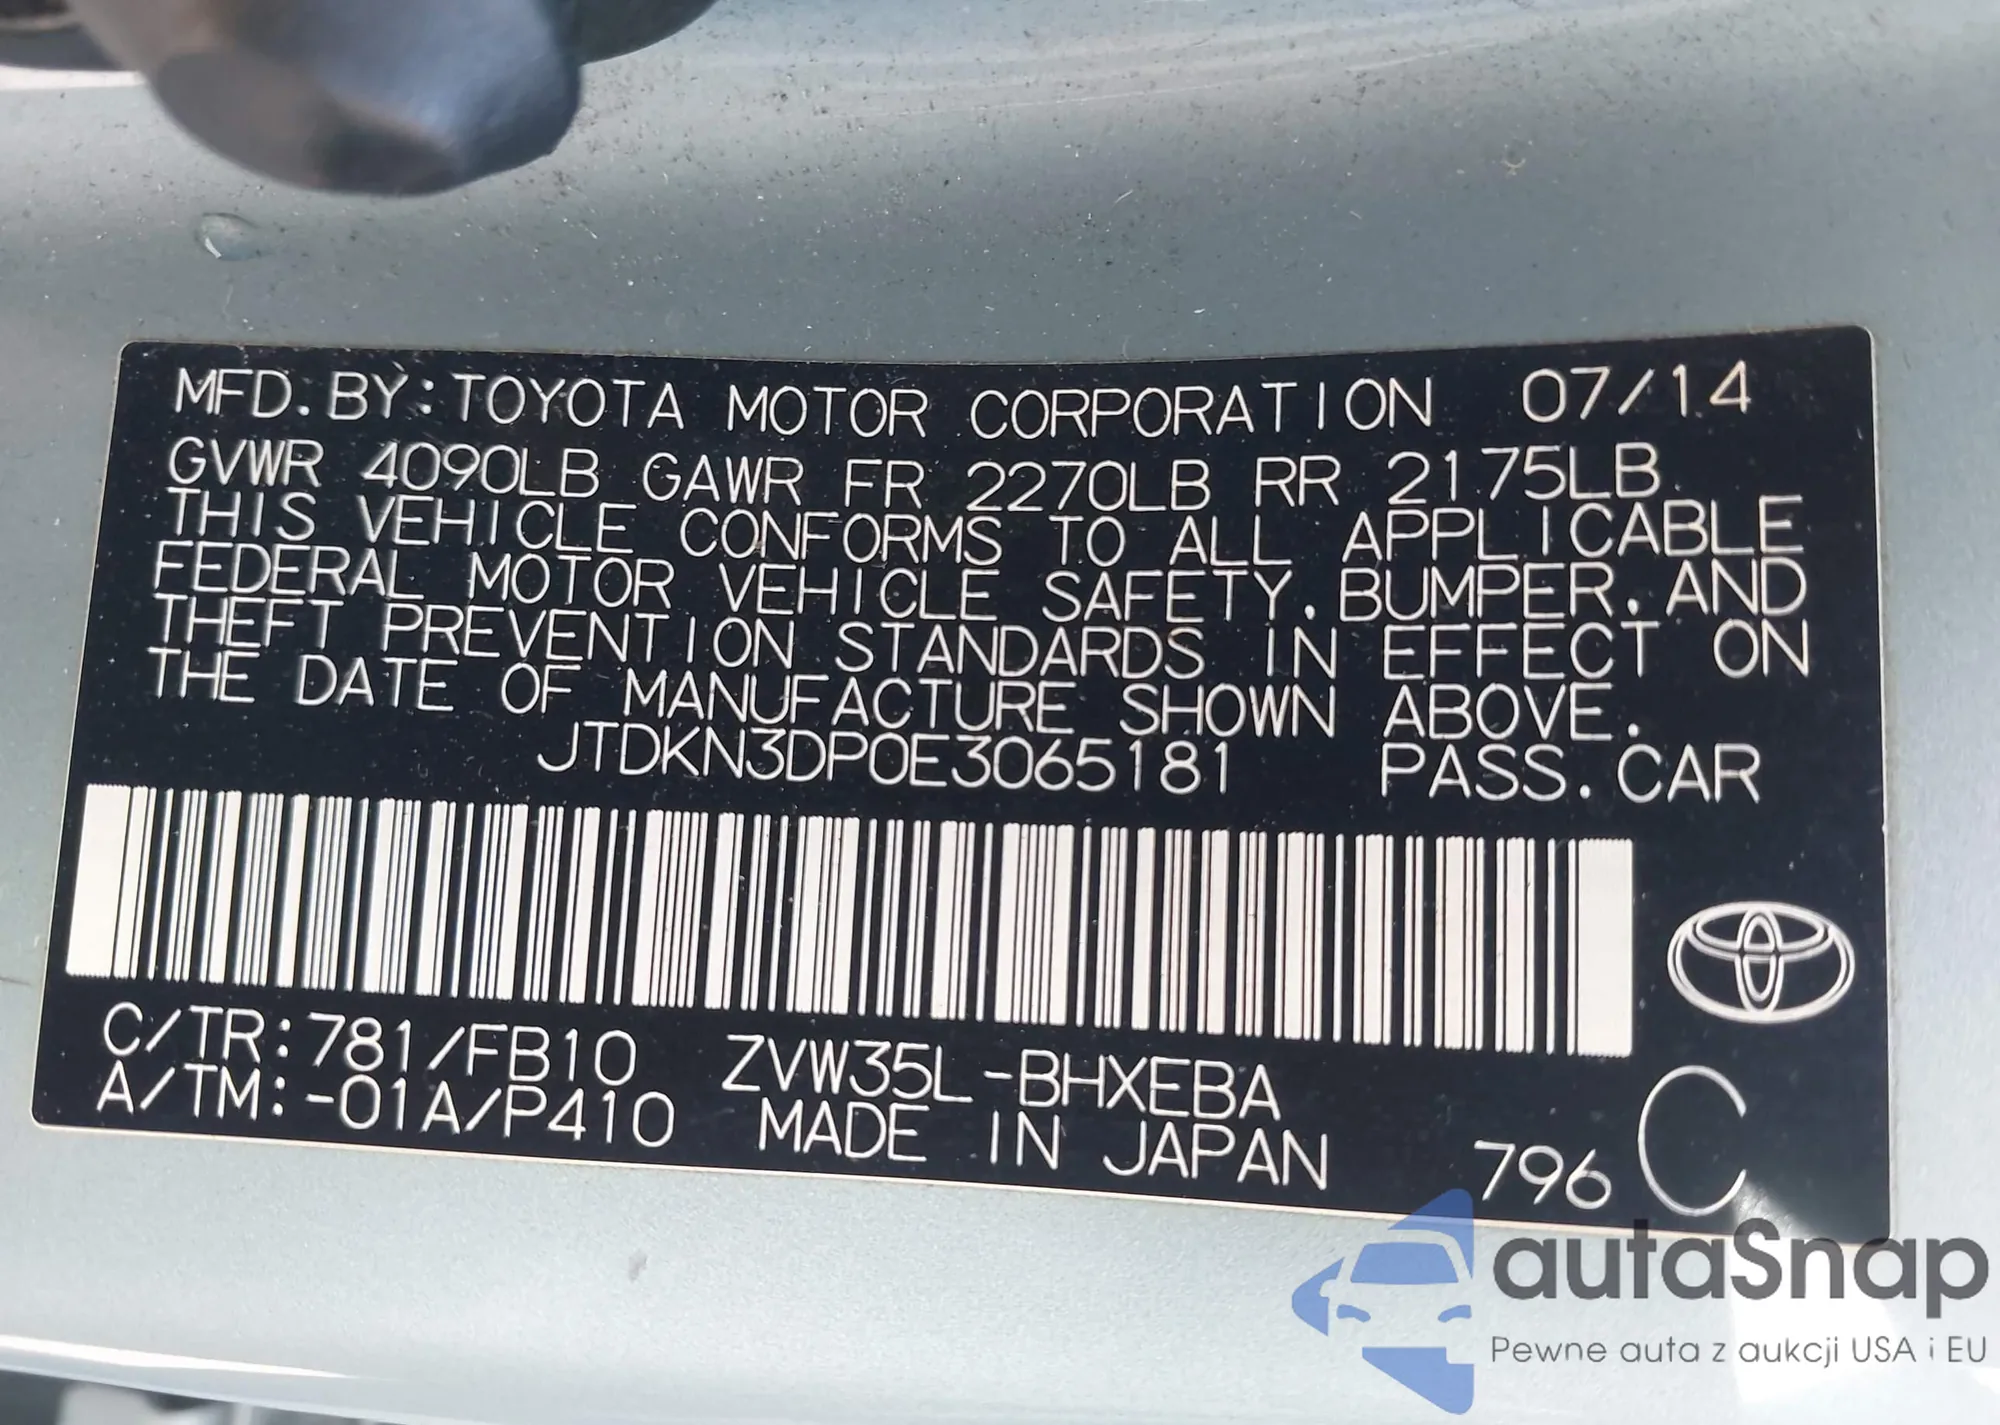 MFD. BY: TOYOTA MOTOR CORPORATION 07/14
GVWR 4090LB GAWR FR 2270LB RR 2175LB
THIS VEHICLE CONFORMS TO ALL APPLICABLE
FEDERAL MOTOR VEHICLE SAFETY. BUMPER. AND
THEFT PREVENTION STANDARDS IN EFFECT ON
THE DATE OF MANUFACTURE SHOWN ABOVE.
JTDKN3DP0E3065181 PASS. CAR
C/TR: 781/FB10 ZVW35L-BHXEBA
A/TM: -01A/P410 MADE IN JAPAN 796 C
autaSnap
Pewne auta z aukcji USA i EU